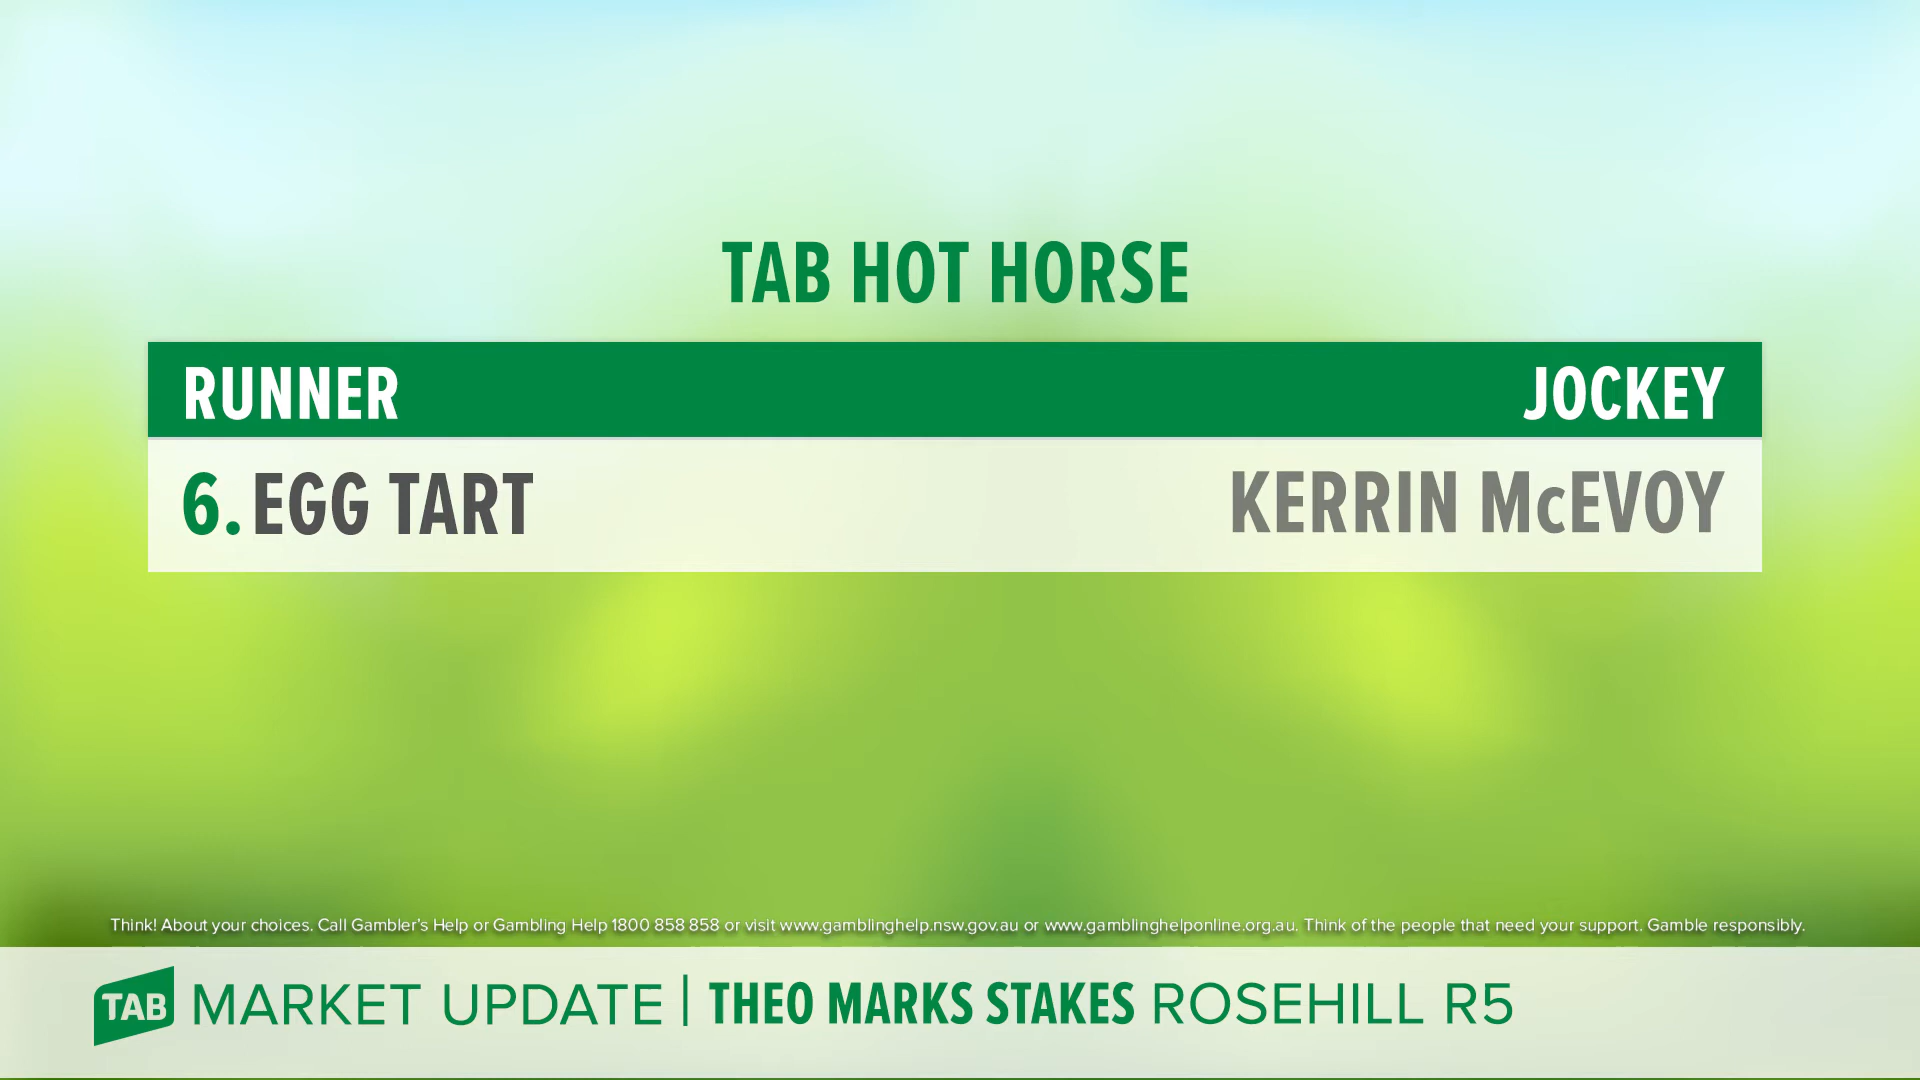 TAB HOT HORSE
RUNNER JOCKEY
6. EGG TART KERRIN McEVOY
Think! About your choices. Call Gambler's Help or Gambling Help 1800 858 858 or visit www.gamblinghelp.nsw.gov.au or www.gamblinghelponline.org.au. Think of the people that need your support. Gamble responsibly.
TAB MARKET UPDATE | THEO MARKS STAKES ROSEHILL R5